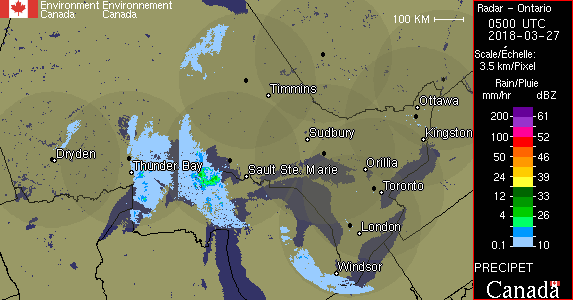 Environment Environnement
Canada Canada
100 KM
Timmins
Ottawa
Sudbury
Kingston
Dryden
Thunder Bay
Sault Ste. Marie
Orillia
Toronto
London
Windsor
Radar – Ontario
0500 UTC
2018-03-27
Scale/Échelle:
3.5 km/Pixel
Rain/Pluie
mm/hr dBZ
200 61
100 52
50 46
24 39
12 33
4 26
0.1 10
PRECIPET
Canada